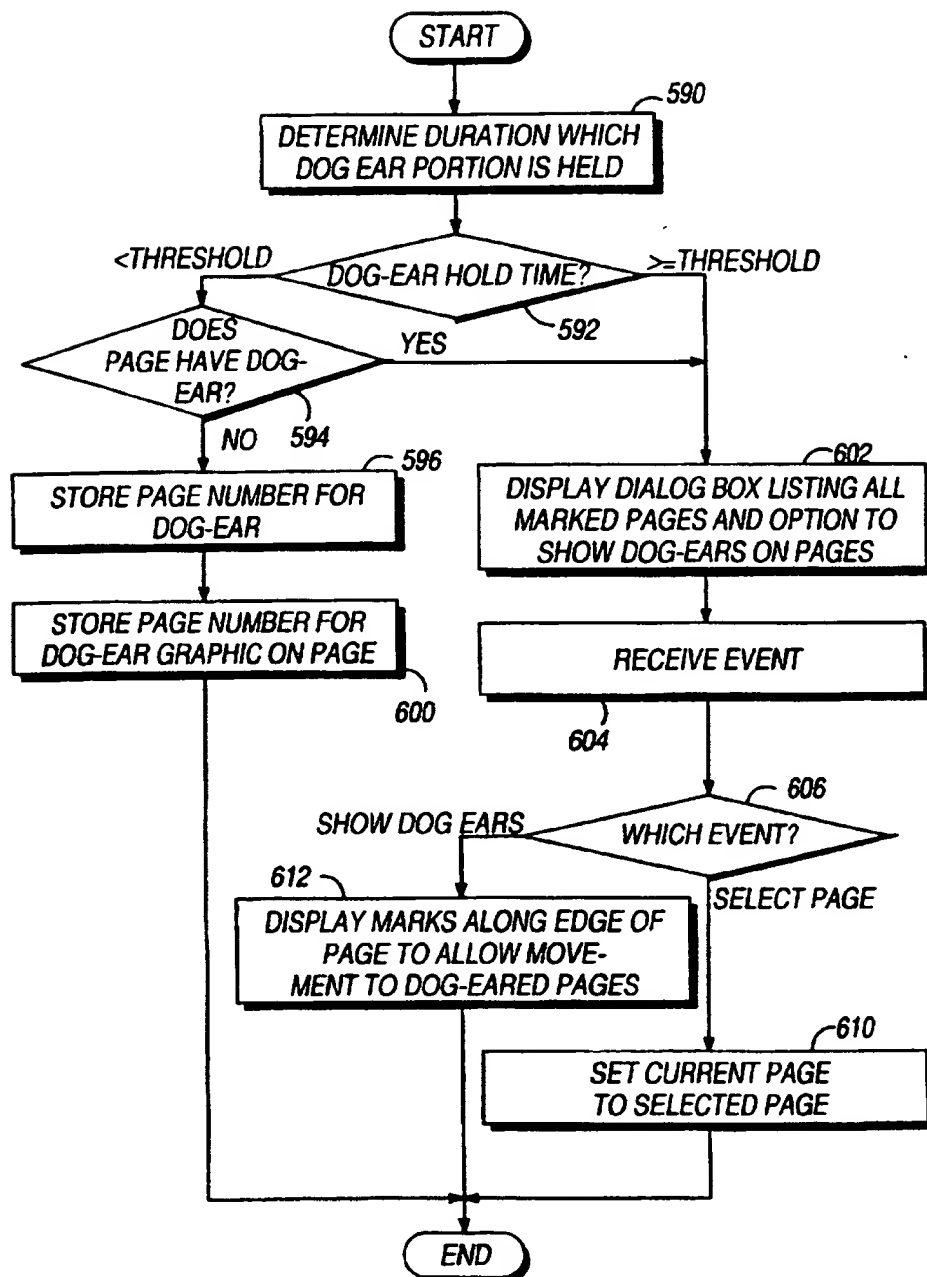 START
590
DETERMINE DURATION WHICH
DOG EAR PORTION IS HELD
<THRESHOLD
DOG-EAR HOLD TIME?
>=THRESHOLD
592
DOES
PAGE HAVE DOG-
EAR?
YES
594
NO
596
STORE PAGE NUMBER FOR
DOG-EAR
602
DISPLAY DIALOG BOX LISTING ALL
MARKED PAGES AND OPTION TO
SHOW DOG-EARS ON PAGES
STORE PAGE NUMBER FOR
DOG-EAR GRAPHIC ON PAGE
600
RECEIVE EVENT
604
606
SHOW DOG EARS
WHICH EVENT?
612
SELECT PAGE
DISPLAY MARKS ALONG EDGE OF
PAGE TO ALLOW MOVE-
MENT TO DOG-EARED PAGES
610
SET CURRENT PAGE
TO SELECTED PAGE
END